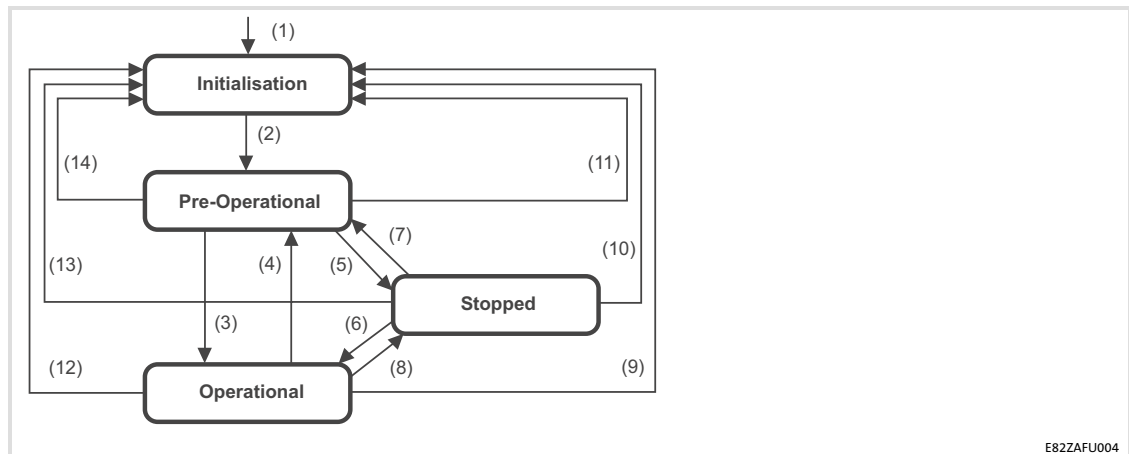 (1)
Initialisation
(2)
(14)
(11)
Pre-Operational
(7)
(10)
(13)
(4)
(5)
Stopped
(3)
(6)
(12)
(8)
(9)
Operational
E82ZAFU004